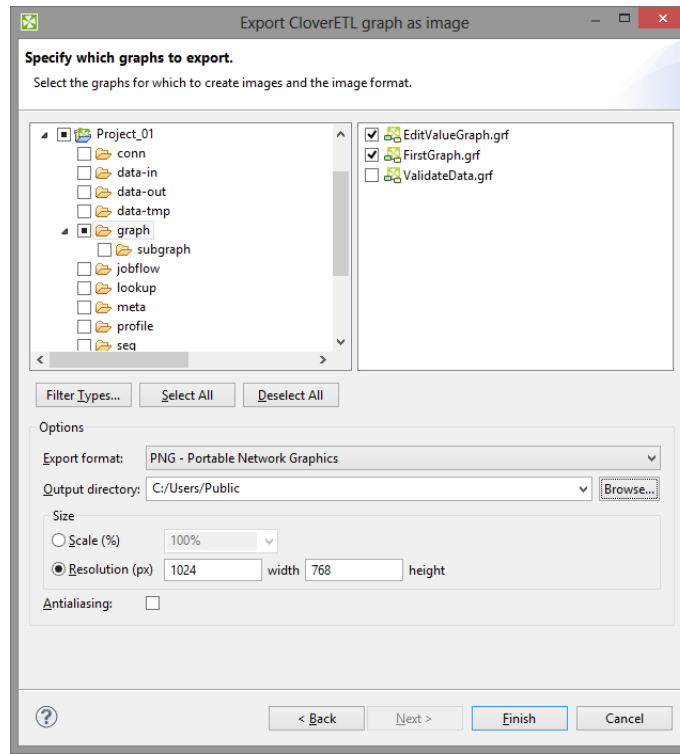 Export CloverETL graph as image
Specify which graphs to export.
Select the graphs for which to create images and the image format.
Project_01
conn
data-in
data-out
data-tmp
graph
subgraph
jobflow
lookup
meta
profile
seq
EditValueGraph.grf
FirstGraph.grf
ValidateData.grf
Filter Types... Select All Deselect All
Options
Export format: PNG - Portable Network Graphics
Output directory: C:/Users/Public Browse...
Size
Scale (%) 100%
Resolution (px) 1024 width 768 height
Antialiasing:
? < Back Next > Finish Cancel